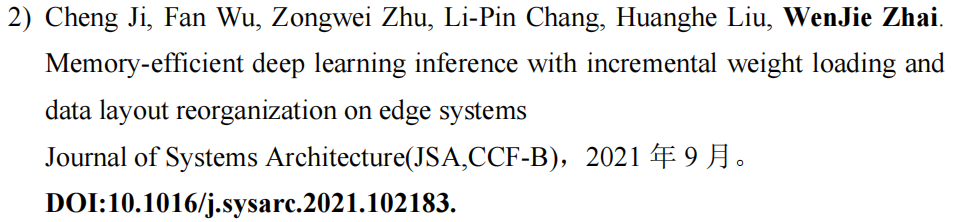 2) Cheng Ji, Fan Wu, Zongwei Zhu, Li-Pin Chang, Huanghe Liu, WenJie Zhai.
Memory-efficient deep learning inference with incremental weight loading and
data layout reorganization on edge systems
Journal of Systems Architecture(JSA,CCF-B)，2021 年 9 月。
DOI:10.1016/j.sysarc.2021.102183.